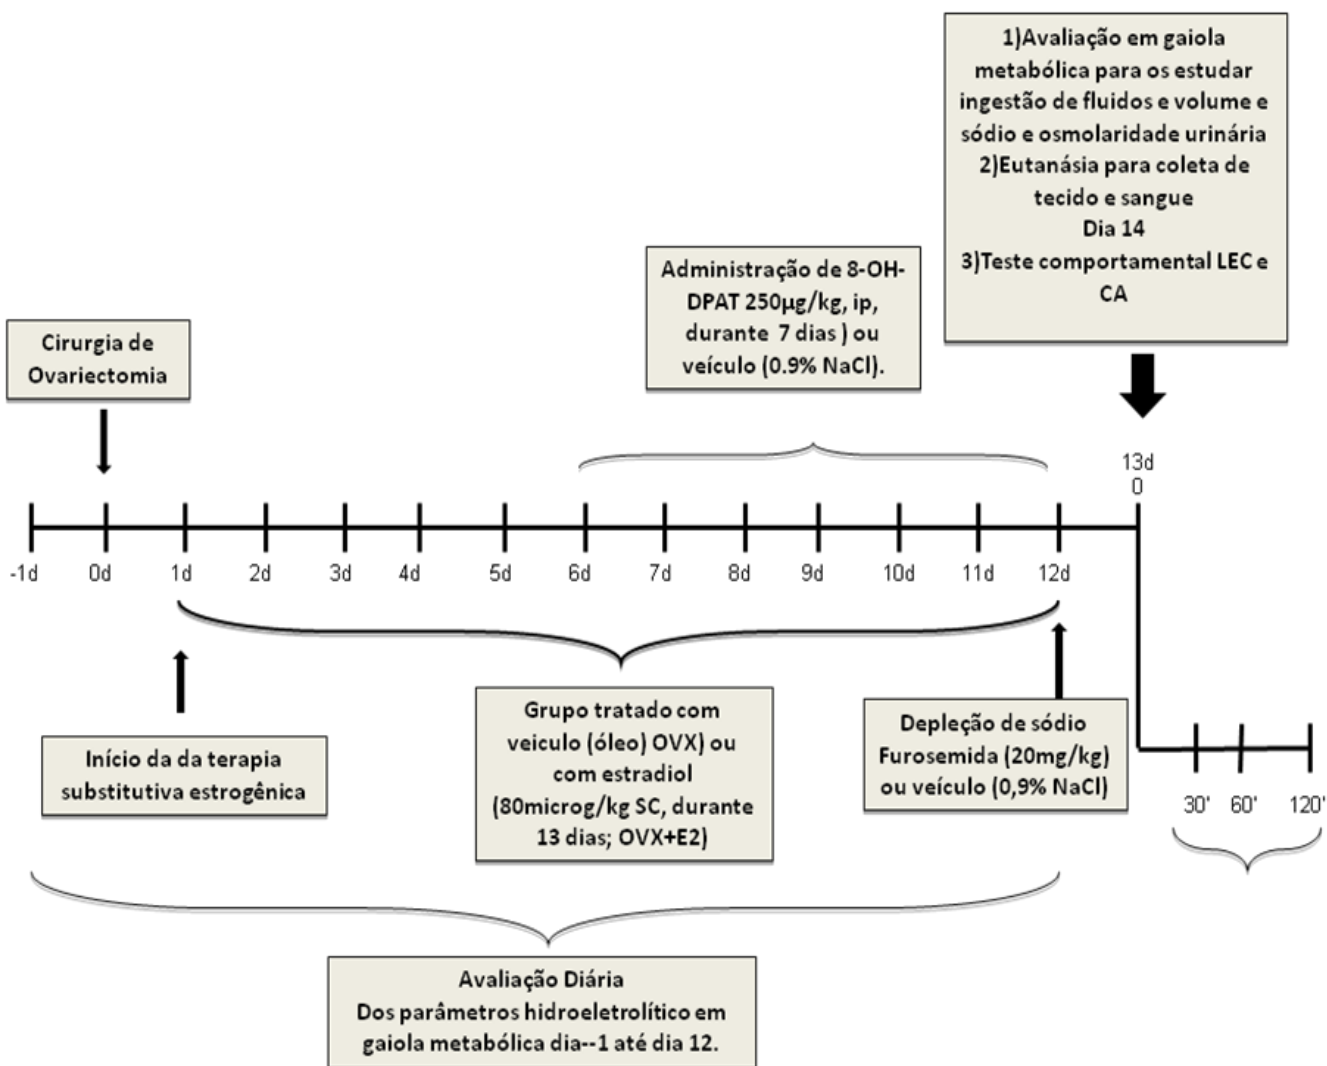 1)Avaliação em gaiola
metabólica para os estudar
ingestão de fluidos e volume e
sódio e osmolaridade urinária
2)Eutanásia para coleta de
tecido e sangue
Dia 14
3)Teste comportamental LEC e
CA
Administração de 8-OH-
DPAT 250µg/kg, ip,
durante 7 dias ) ou
veículo (0.9% NaCl).
Cirurgia de
Ovariectomia
13d
0
-1d 0d 1d 2d 3d 4d 5d 6d 7d 8d 9d 10d 11d 12d
Início da da terapia
substitutiva estrogênica
Grupo tratado com
veiculo (óleo) OVX) ou
com estradiol
(80microg/kg SC, durante
13 dias; OVX+E2)
Depleção de sódio
Furosemida (20mg/kg)
ou veículo (0,9% NaCl)
30' 60' 120'
Avaliação Diária
Dos parâmetros hidroeletrolítico em
gaiola metabólica dia--1 até dia 12.